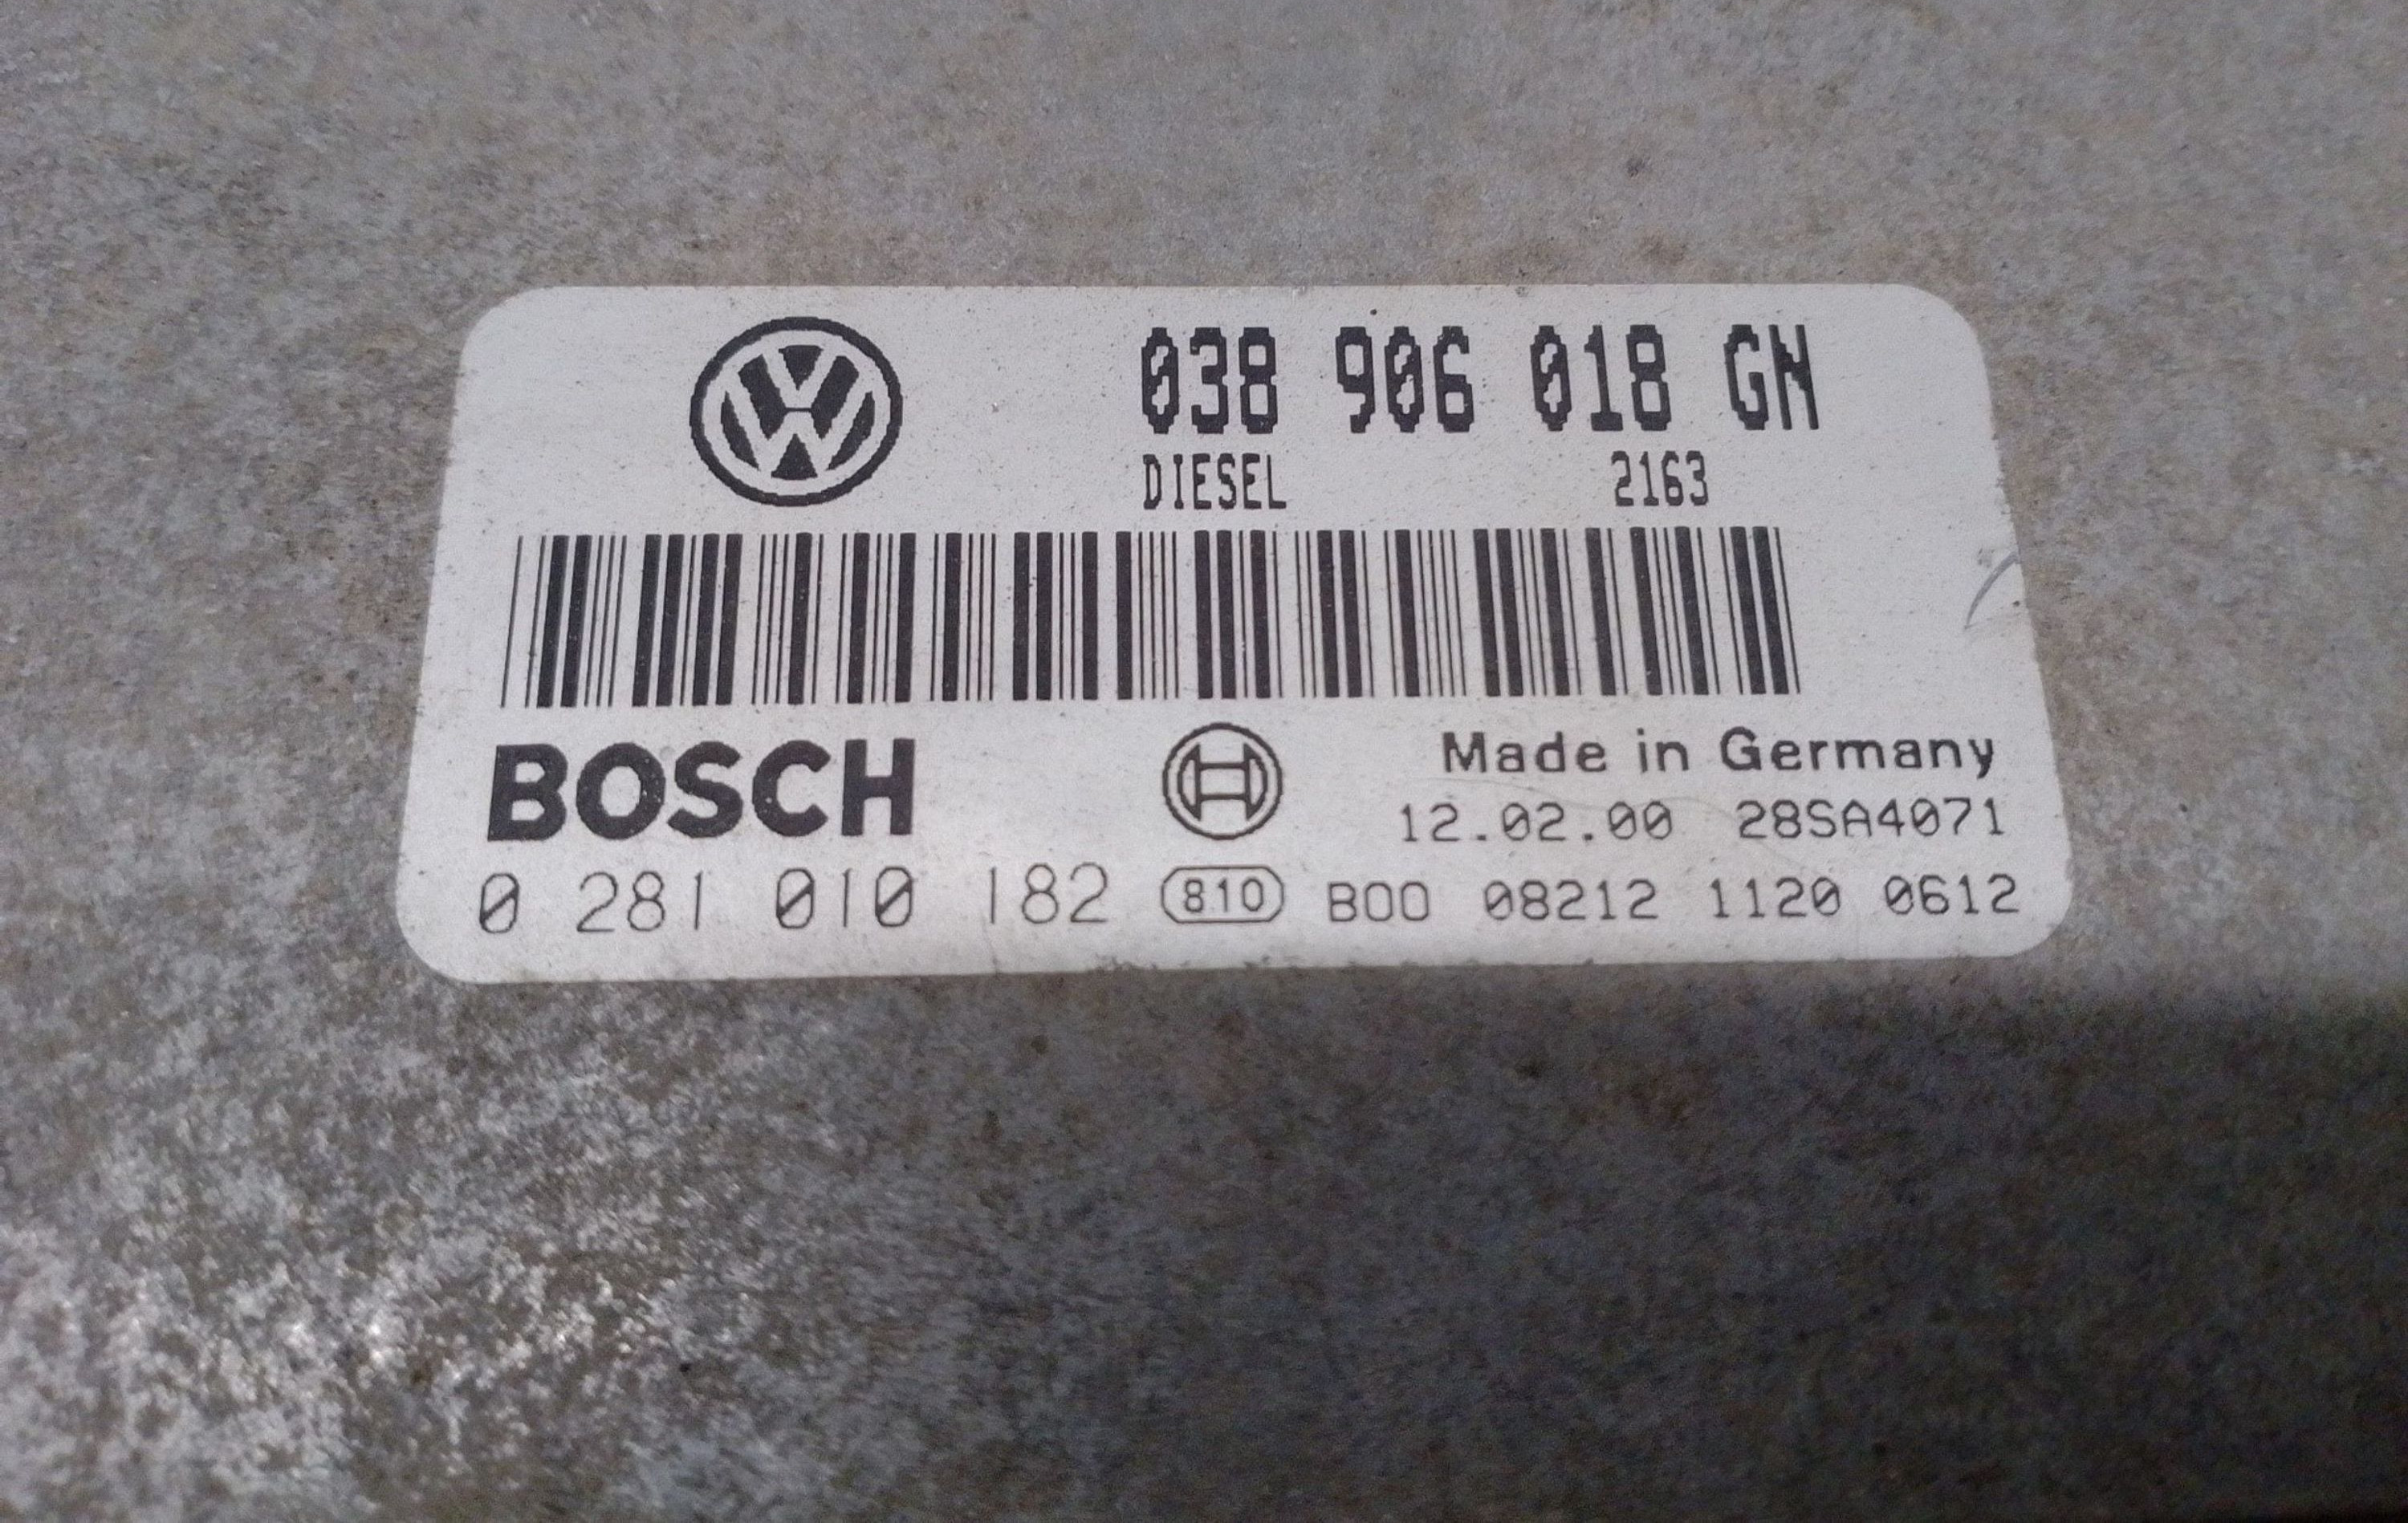 038 906 018 GN
DIESEL 2163
BOSCH
Made in Germany
12.02.00 28SA4071
0 281 010 182 810 B00 08212 1120 0612